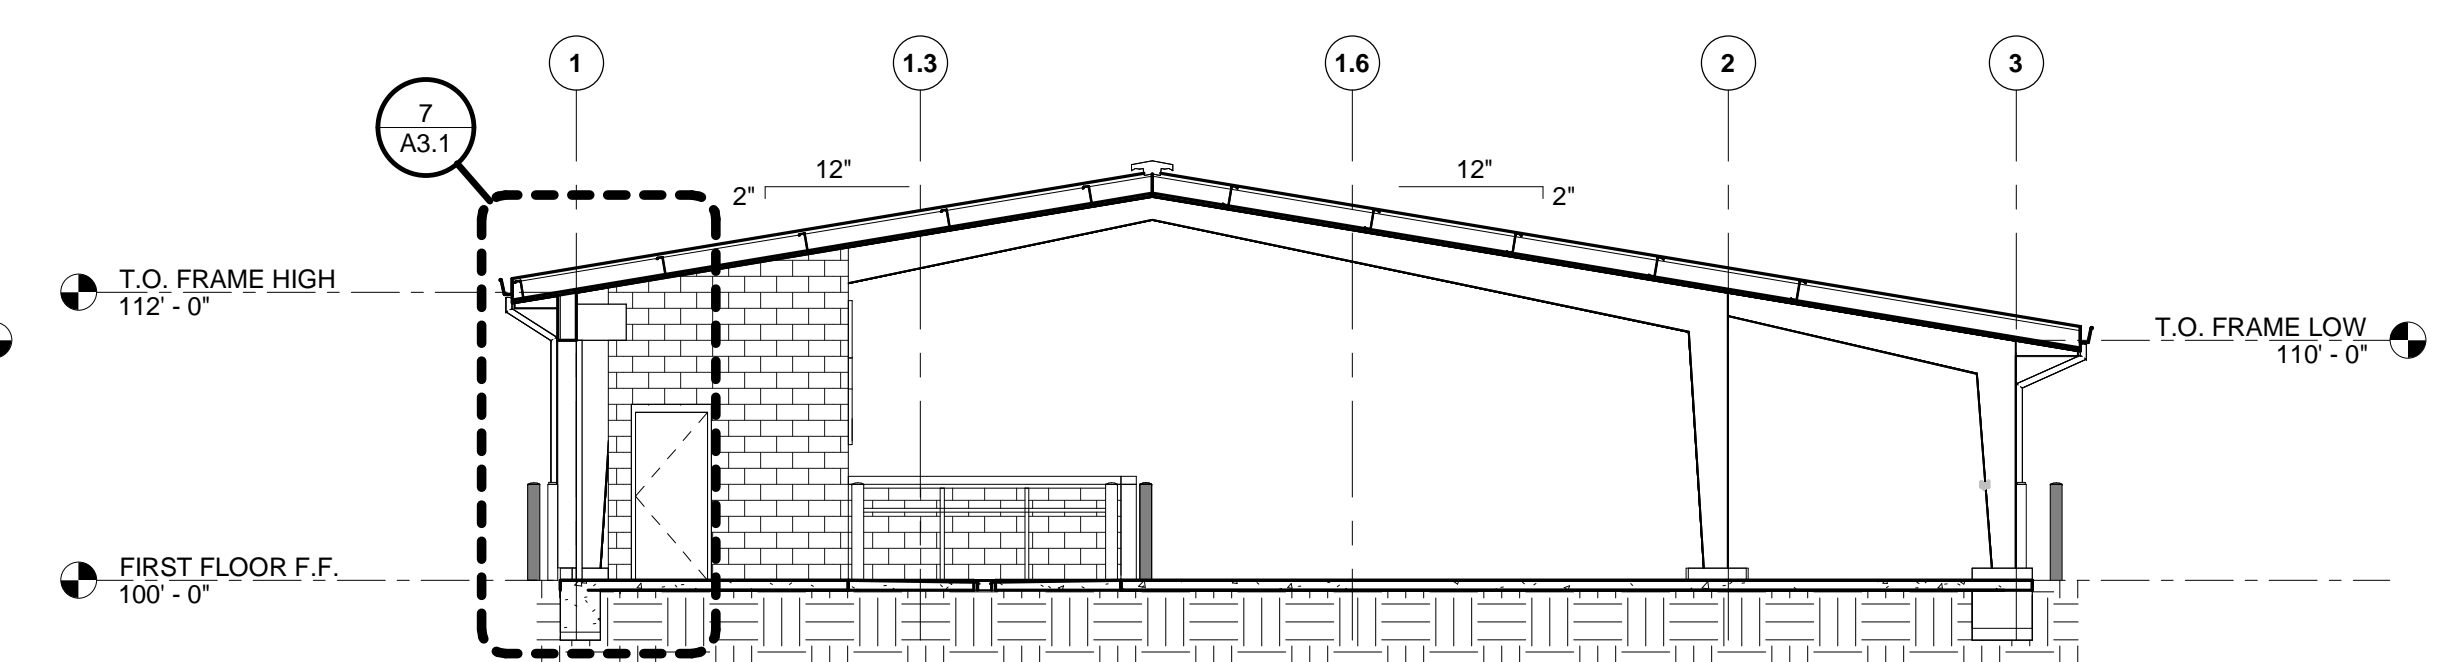 1
1.3
1.6
2
3
7
A3.1
12"
2"
12"
2"
T.O. FRAME HIGH
112' - 0"
T.O. FRAME LOW
110' - 0"
FIRST FLOOR F.F.
100' - 0"